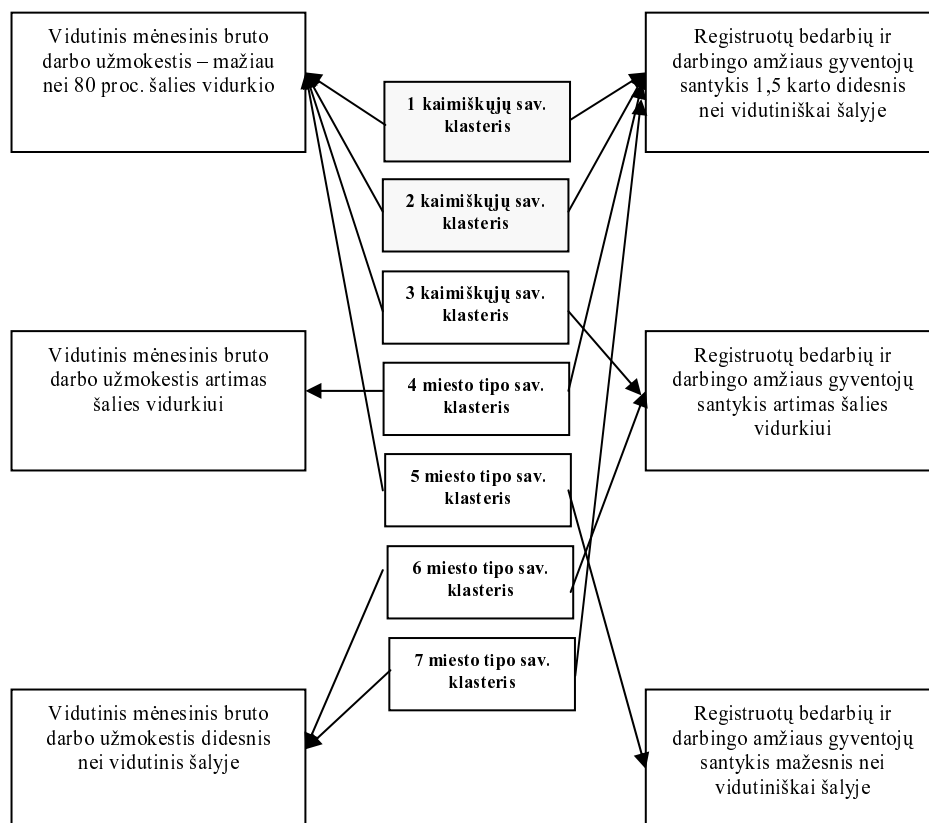 Vidutinis mėnesinis bruto
darbo užmokestis – mažiau
nei 80 proc. šalies vidurkio
Registruotų bedarbių ir
darbingo amžiaus gyventojų
santykis 1,5 karto didesnis
nei vidutiniškai šalyje
1 kaimiškųjų sav.
klasteris
2 kaimiškųjų sav.
klasteris
3 kaimiškųjų sav.
klasteris
Vidutinis mėnesinis bruto
darbo užmokestis artimas
šalies vidurkiui
4 miesto tipo sav.
klasteris
Registruotų bedarbių ir
darbingo amžiaus gyventojų
santykis artimas šalies
vidurkiui
5 miesto tipo sav.
klasteris
6 miesto tipo sav.
klasteris
7 miesto tipo sav.
klasteris
Vidutinis mėnesinis bruto
darbo užmokestis didesnis
nei vidutinis šalyje
Registruotų bedarbių ir
darbingo amžiaus gyventojų
santykis mažesnis nei
vidutiniškai šalyje